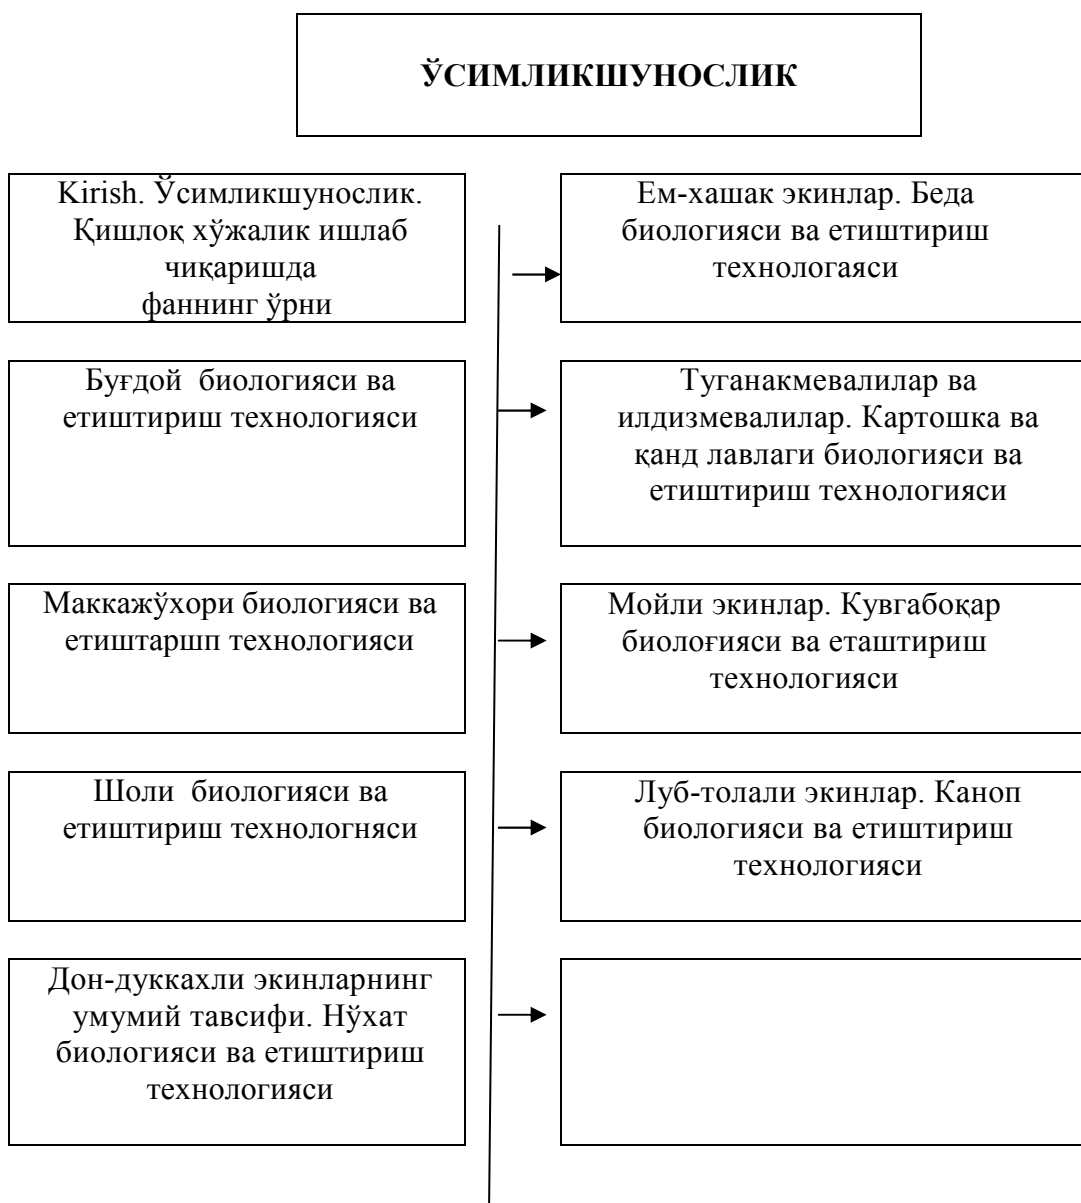 ЎСИМЛИКШУНОСЛИК
Kirish. Ўсимликшунослик.
Қишлоқ хўжалик ишлаб
чиқаришда
фаннинг ўрни
Буғдой биологияси ва
етиштириш технологияси
Маккажўхори биологияси ва
етиштаршп технологияси
Шоли биологияси ва
етиштириш технологняси
Дон-дуккахли экинларнинг
умумий тавсифи. Нўхат
биологияси ва етиштириш
технологияси
Ем-хашак экинлар. Беда
биологияси ва етиштириш
технологаяси
Туганакмевалилар ва
илдизмевалилар. Картошка ва
қанд лавлаги биологияси ва
етиштириш технологияси
Мойли экинлар. Кувгабоқар
биолоғияси ва еташтириш
технологияси
Луб-толали экинлар. Каноп
биологияси ва етиштириш
технологияси